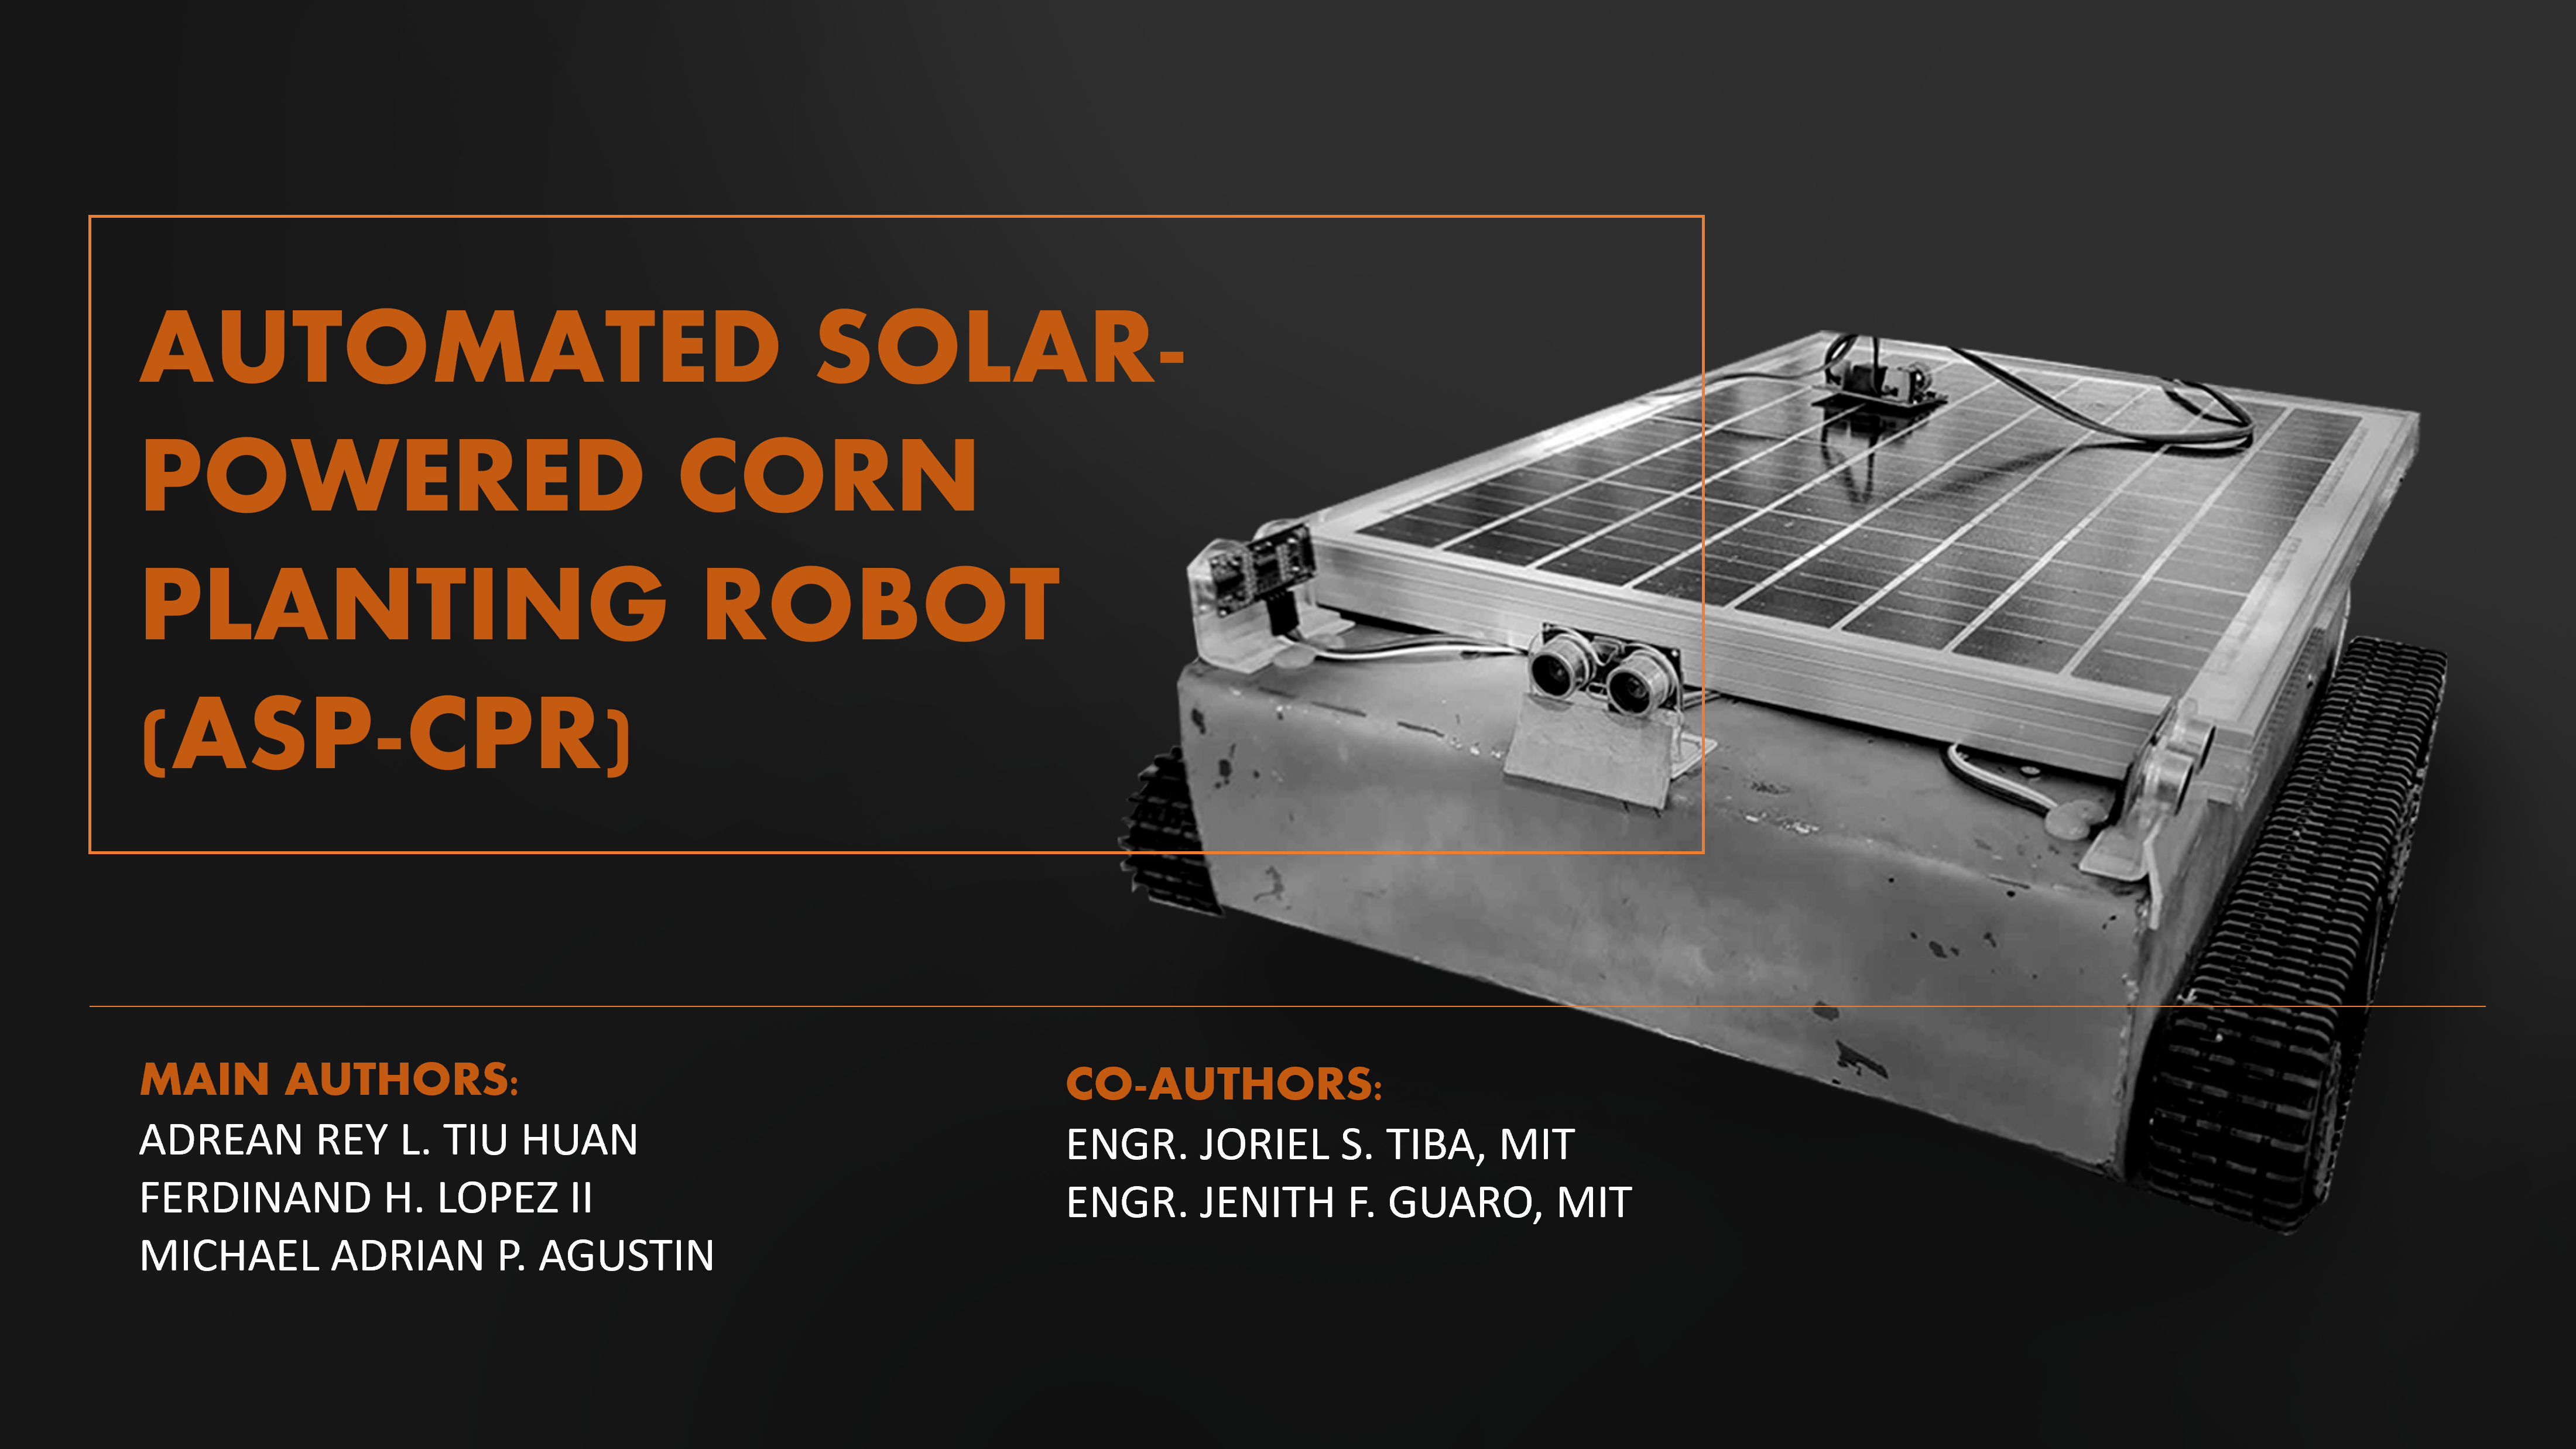 AUTOMATED SOLAR-
POWERED CORN
PLANTING ROBOT
(ASP-CPR)
MAIN AUTHORS:
ADREAN REY L. TIU HUAN
FERDINAND H. LOPEZ II
MICHAEL ADRIAN P. AGUSTIN
CO-AUTHORS:
ENGR. JORIEL S. TIBA, MIT
ENGR. JENITH F. GUARO, MIT